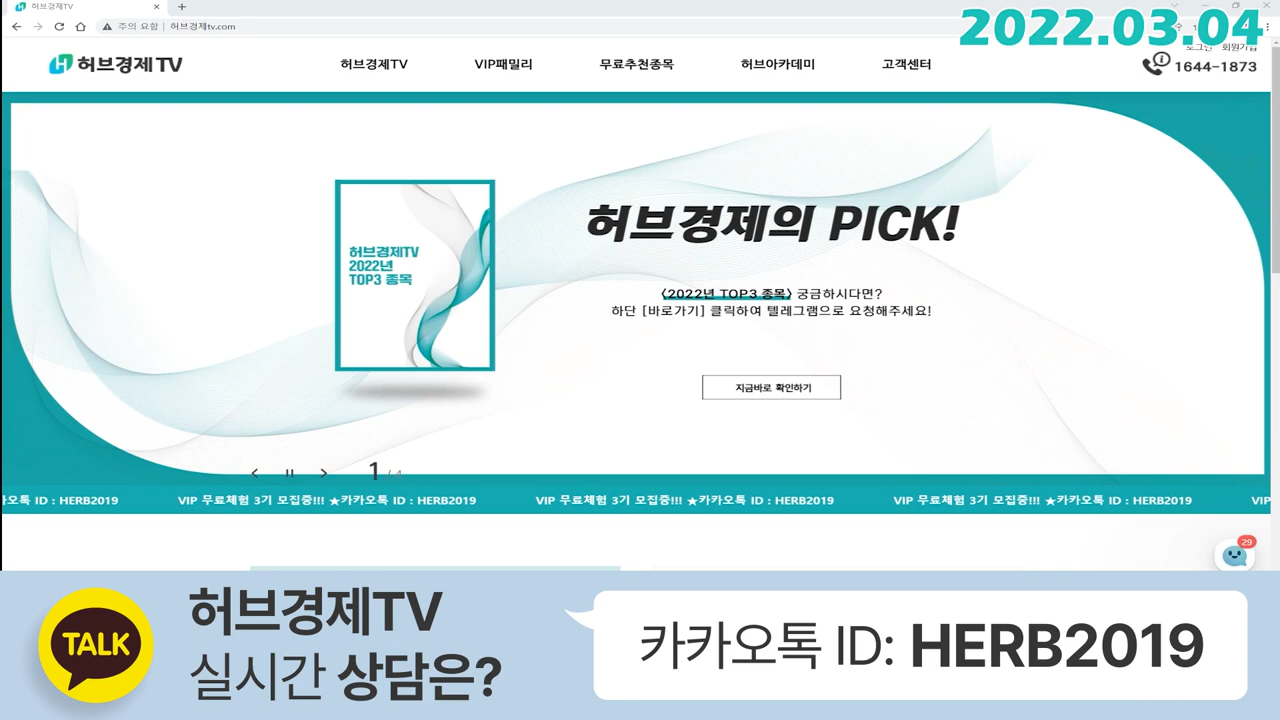 허브경제TV
주의 요함 | 허브경제tv.com
2022.03.04
로그인 회원가입
허브경제TV
허브경제TV VIP패밀리 무료추천종목 허브아카데미 고객센터
1644-1873
허브경제TV
2022년
TOP3 종목
허브경제의 PICK!
<2022년 TOP3 종목> 궁금하시다면?
하단 [바로가기] 클릭하여 텔레그램으로 요청해주세요!
지금바로 확인하기
1 / 4
카오톡 ID : HERB2019 VIP 무료체험 3기 모집중!!! ★카카오톡 ID : HERB2019 VIP 무료체험 3기 모집중!!! ★카카오톡 ID : HERB2019 VIP 무료체험 3기 모집중!!! ★카카오톡 ID : HERB2019 VIP
29
TALK
허브경제TV
실시간 상담은?
카카오톡 ID: HERB2019